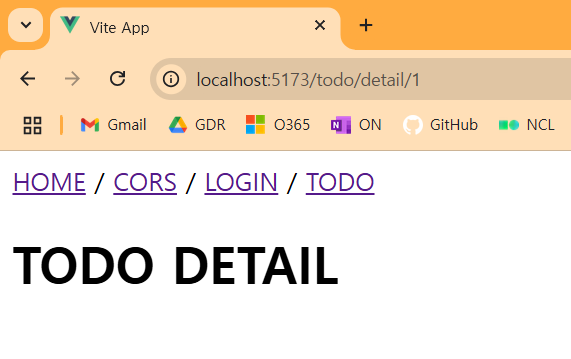 Vite App
localhost:5173/todo/detail/1
Gmail GDR O365 ON GitHub NCL
HOME / CORS / LOGIN / TODO
TODO DETAIL